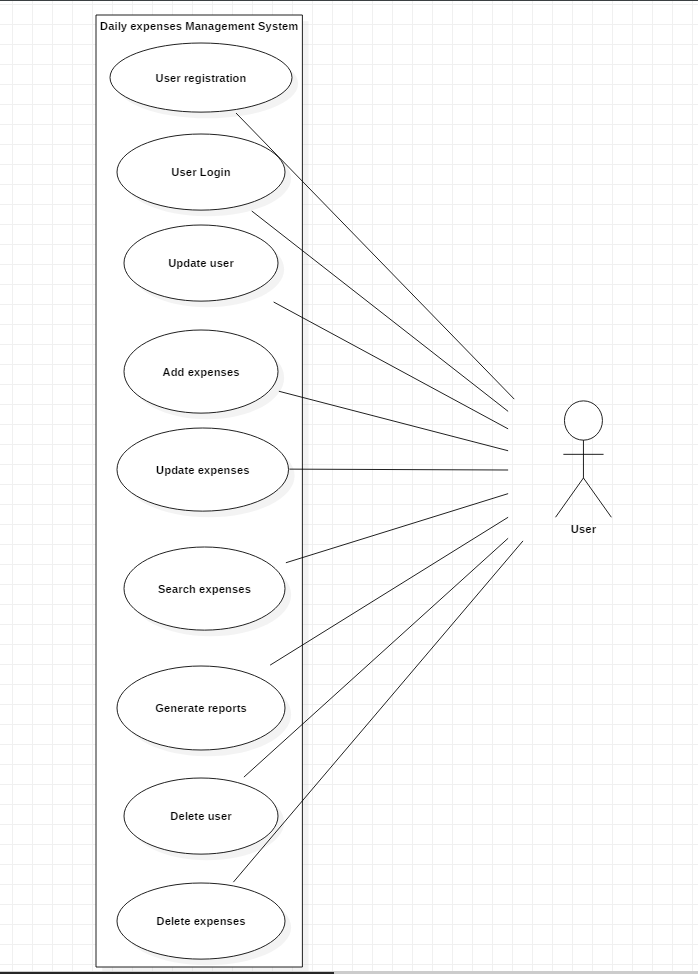 Daily expenses Management System
User registration
User Login
Update user
Add expenses
Update expenses
Search expenses
User
Generate reports
Delete user
Delete expenses